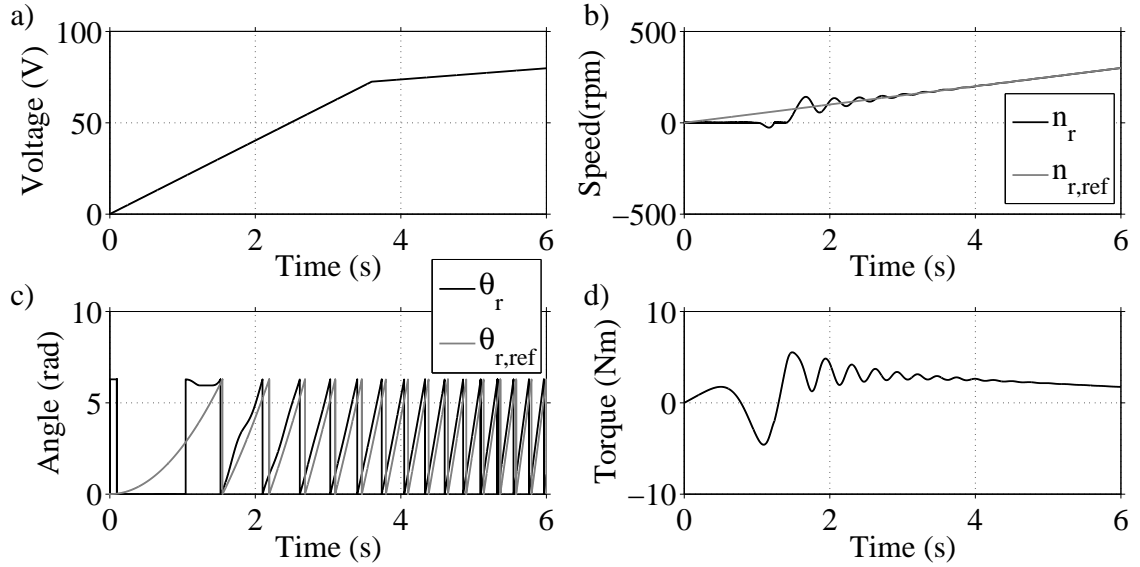 a)
100
50
0
Voltage (V)
0 2 4 6
Time (s)
b)
500
0
−500
Speed(rpm)
n_r
n_r,ref
0 2 4 6
Time (s)
c)
10
5
0
Angle (rad)
θ_r
θ_r,ref
0 2 4 6
Time (s)
d)
10
0
−10
Torque (Nm)
0 2 4 6
Time (s)